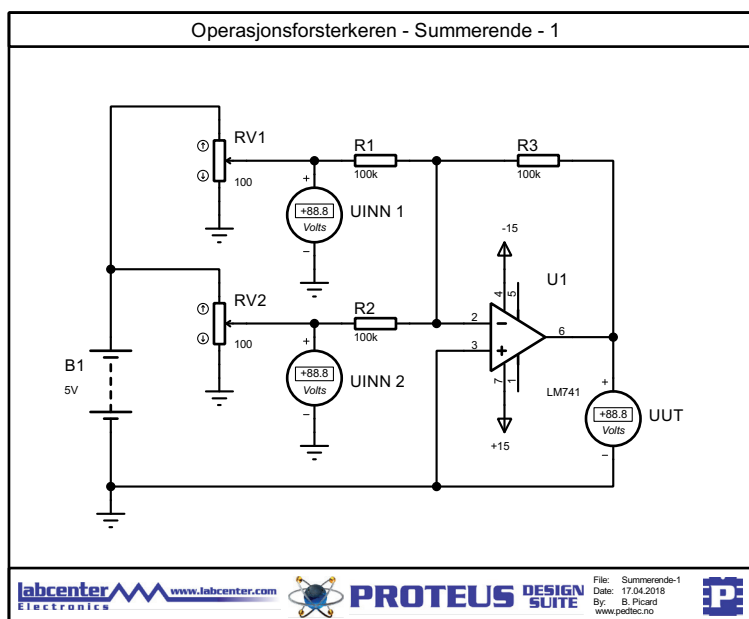 Operasjonsforsterkeren - Summerende - 1
RV1
100
R1
100k
R3
100k
+
+88.8
Volts
−
UINN 1
-15
U1
4
5
RV2
100
R2
100k
2
−
3
+
6
7
1
LM741
+15
B1
5V
+
+88.8
Volts
−
UINN 2
+
+88.8
Volts
−
UUT
labcenter www.labcenter.com
Electronics
PROTEUS DESIGN SUITE
File: Summerende-1
Date: 17.04.2018
By: B. Picard
www.pedtec.no
P